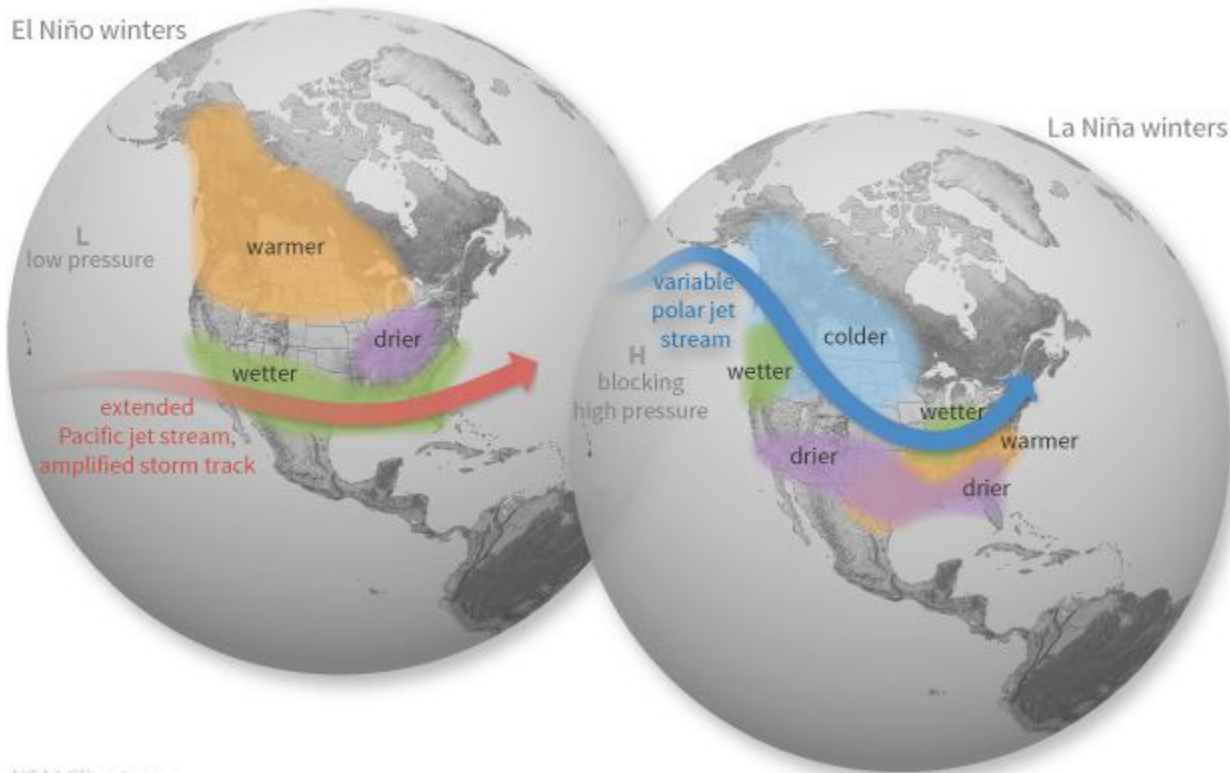 El Niño winters
L
low pressure
warmer
drier
wetter
extended
Pacific jet stream,
amplified storm track
La Niña winters
variable
polar jet
stream
colder
H
blocking
high pressure
wetter
wetter
warmer
drier
drier